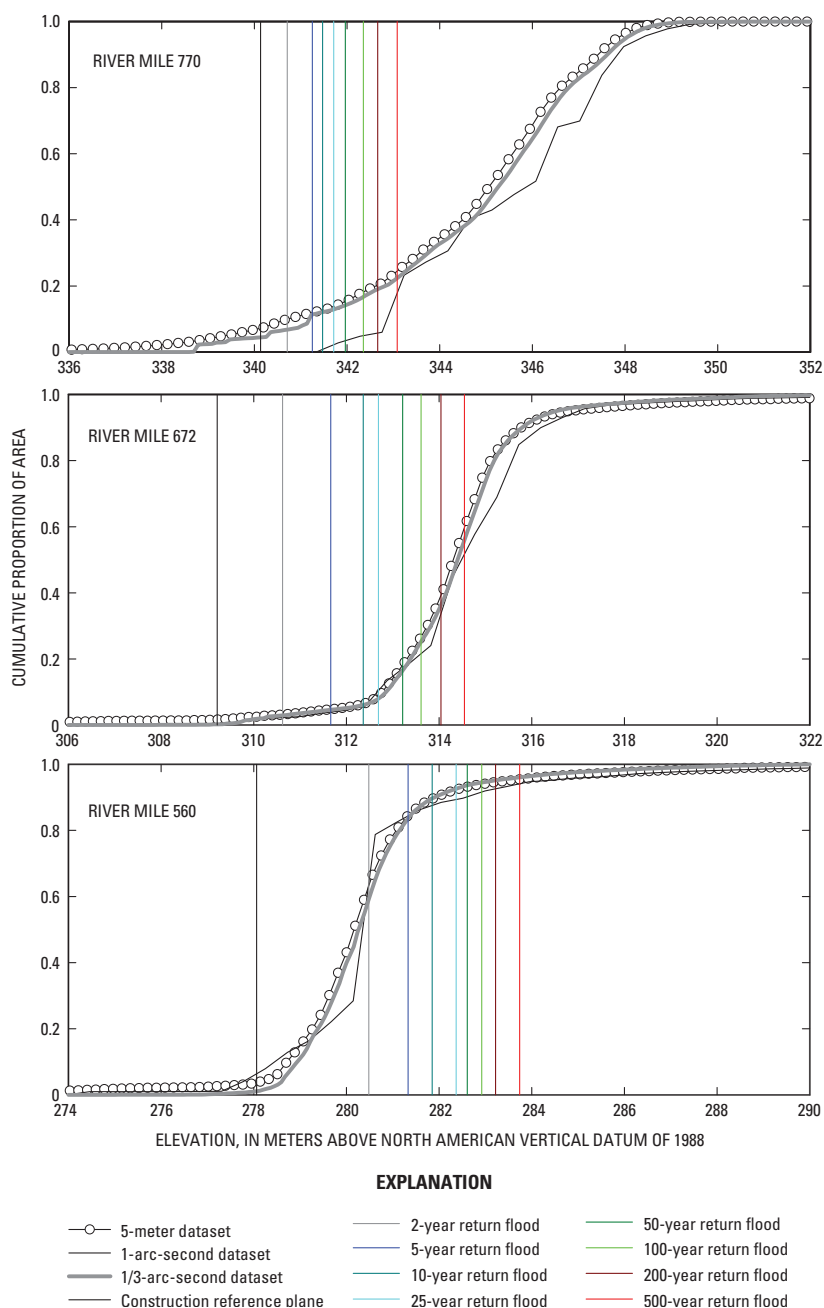 1.0
RIVER MILE 770
0.8
0.6
0.4
0.2
0
336 338 340 342 344 346 348 350 352
CUMULATIVE PROPORTION OF AREA
1.0
RIVER MILE 672
0.8
0.6
0.4
0.2
0
306 308 310 312 314 316 318 320 322
1.0
RIVER MILE 560
0.8
0.6
0.4
0.2
0
274 276 278 280 282 284 286 288 290
ELEVATION, IN METERS ABOVE NORTH AMERICAN VERTICAL DATUM OF 1988
EXPLANATION
5-meter dataset
1-arc-second dataset
1/3-arc-second dataset
Construction reference plane
2-year return flood
5-year return flood
10-year return flood
25-year return flood
50-year return flood
100-year return flood
200-year return flood
500-year return flood